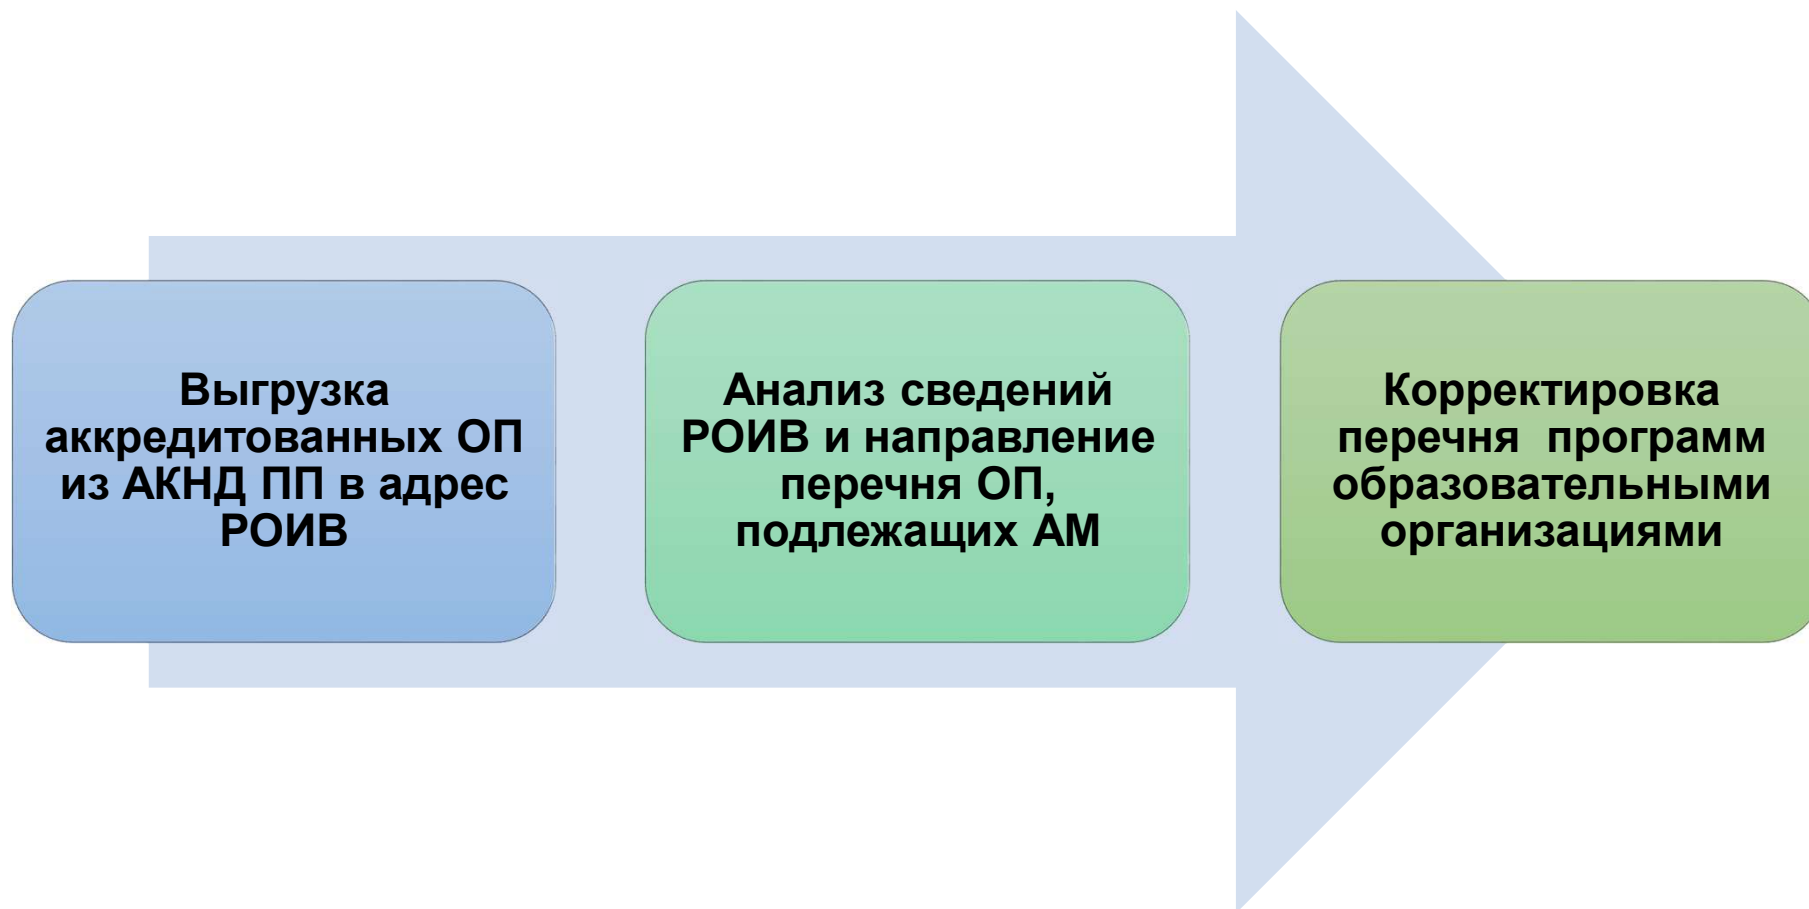 Выгрузка
аккредитованных ОП
из АКНД ПП в адрес
РОИВ
Анализ сведений
РОИВ и направление
перечня ОП,
подлежащих АМ
Корректировка
перечня программ
образовательными
организациями